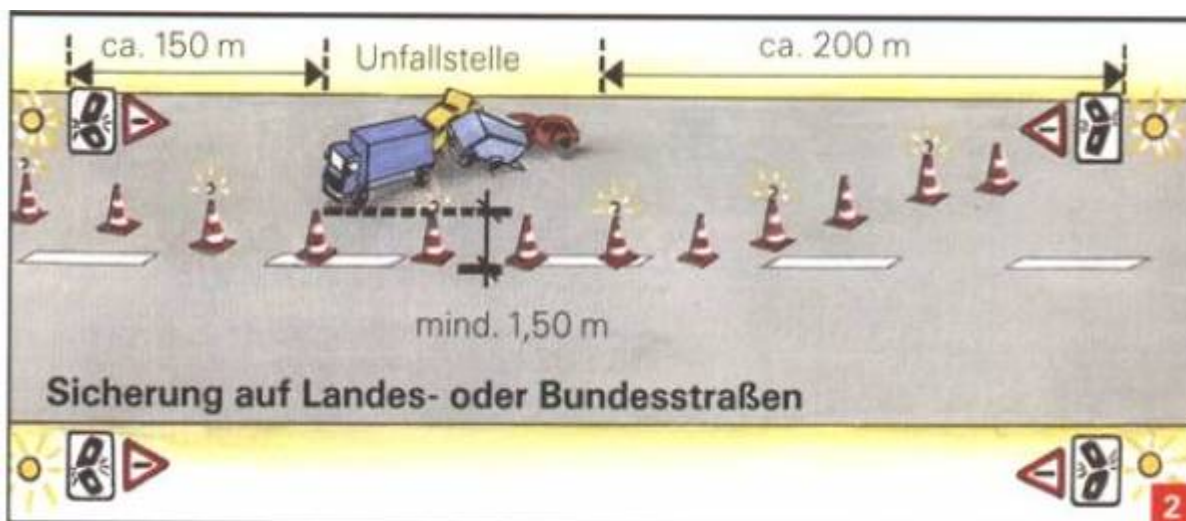 ca. 150 m
Unfallstelle
ca. 200 m
mind. 1,50 m
Sicherung auf Landes- oder Bundesstraßen
2